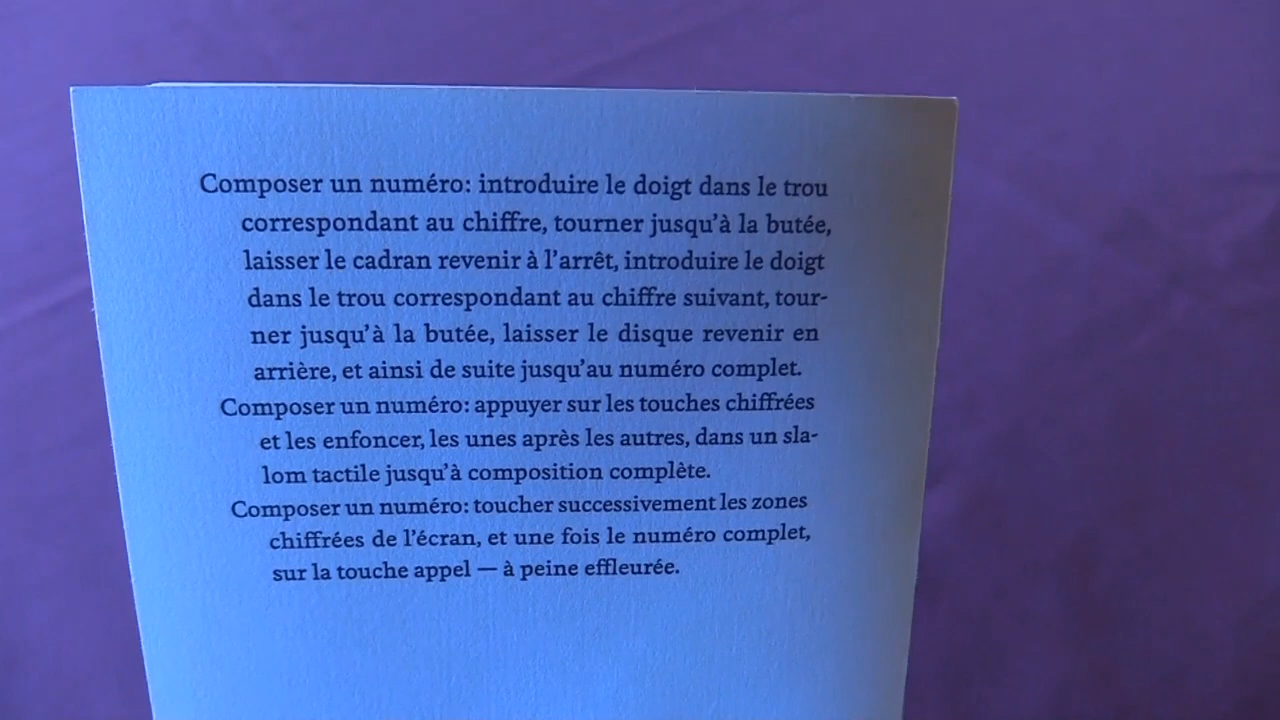 Composer un numéro: introduire le doigt dans le trou
correspondant au chiffre, tourner jusqu'à la butée,
laisser le cadran revenir à l'arrêt, introduire le doigt
dans le trou correspondant au chiffre suivant, tour-
ner jusqu'à la butée, laisser le disque revenir en
arrière, et ainsi de suite jusqu'au numéro complet.
Composer un numéro: appuyer sur les touches chiffrées
et les enfoncer, les unes après les autres, dans un sla-
lom tactile jusqu'à composition complète.
Composer un numéro: toucher successivement les zones
chiffrées de l'écran, et une fois le numéro complet,
sur la touche appel — à peine effleurée.